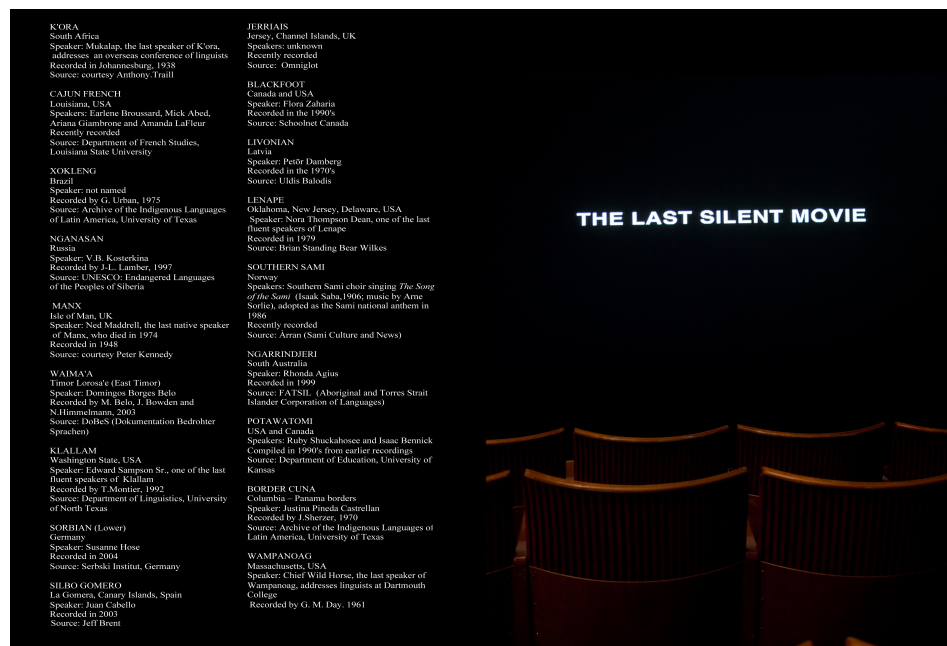 K'ORA
South Africa
Speaker: Mukalap, the last speaker of K'ora,
addresses an overseas conference of linguists
Recorded in Johannesburg, 1938
Source: courtesy Anthony.Traill
CAJUN FRENCH
Louisiana, USA
Speakers: Earlene Broussard, Mick Abed,
Ariana Giambrone and Amanda LaFleur
Recently recorded
Source: Department of French Studies,
Louisiana State University
XOKLENG
Brazil
Speaker: not named
Recorded by G. Urban, 1975
Source: Archive of the Indigenous Languages
of Latin America, University of Texas
NGANASAN
Russia
Speaker: V.B. Kosterkina
Recorded by J-L. Lamber, 1997
Source: UNESCO: Endangered Languages
of the Peoples of Siberia
MANX
Isle of Man, UK
Speaker: Ned Maddrell, the last native speaker
of Manx, who died in 1974
Recorded in 1948
Source: courtesy Peter Kennedy
WAIMA'A
Timor Lorosa'e (East Timor)
Speaker: Domingos Borges Belo
Recorded by M. Belo, J. Bowden and
N.Himmelmann, 2003
Source: DoBeS (Dokumentation Bedrohter
Sprachen)
KLALLAM
Washington State, USA
Speaker: Edward Sampson Sr., one of the last
fluent speakers of Klallam
Recorded by T.Montier, 1992
Source: Department of Linguistics, University
of North Texas
SORBIAN (Lower)
Germany
Speaker: Susanne Hose
Recorded in 2004
Source: Serbski Institut, Germany
SILBO GOMERO
La Gomera, Canary Islands, Spain
Speaker: Juan Cabello
Recorded in 2003
Source: Jeff Brent
JERRIAIS
Jersey, Channel Islands, UK
Speakers: unknown
Recently recorded
Source: Omniglot
BLACKFOOT
Canada and USA
Speaker: Flora Zaharia
Recorded in the 1990's
Source: Schoolnet Canada
LIVONIAN
Latvia
Speaker: Petõr Damberg
Recorded in the 1970's
Source: Uldis Balodis
LENAPE
Oklahoma, New Jersey, Delaware, USA
Speaker: Nora Thompson Dean, one of the last
fluent speakers of Lenape
Recorded in 1979
Source: Brian Standing Bear Wilkes
SOUTHERN SAMI
Norway
Speakers: Southern Sami choir singing The Song
of the Sami (Isaak Saba,1906; music by Arne
Sorlie), adopted as the Sami national anthem in
1986
Recently recorded
Source: Àrran (Sami Culture and News)
NGARRINDJERI
South Australia
Speaker: Rhonda Agius
Recorded in 1999
Source: FATSIL (Aboriginal and Torres Strait
Islander Corporation of Languages)
POTAWATOMI
USA and Canada
Speakers: Ruby Shuckahosee and Isaac Bennick
Compiled in 1990's from earlier recordings
Source: Department of Education, University of
Kansas
BORDER CUNA
Columbia – Panama borders
Speaker: Justina Pineda Castrellan
Recorded by J.Sherzer, 1970
Source: Archive of the Indigenous Languages of
Latin America, University of Texas
WAMPANOAG
Massachusetts, USA
Speaker: Chief Wild Horse, the last speaker of
Wampanoag, addresses linguists at Dartmouth
College
Recorded by G. M. Day. 1961
THE LAST SILENT MOVIE